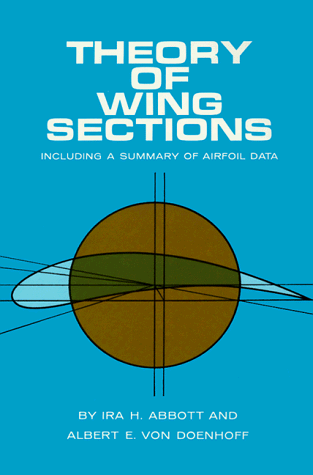 THEORY
OF
WING
SECTIONS
INCLUDING A SUMMARY OF AIRFOIL DATA
BY IRA H. ABBOTT AND
ALBERT E. VON DOENHOFF